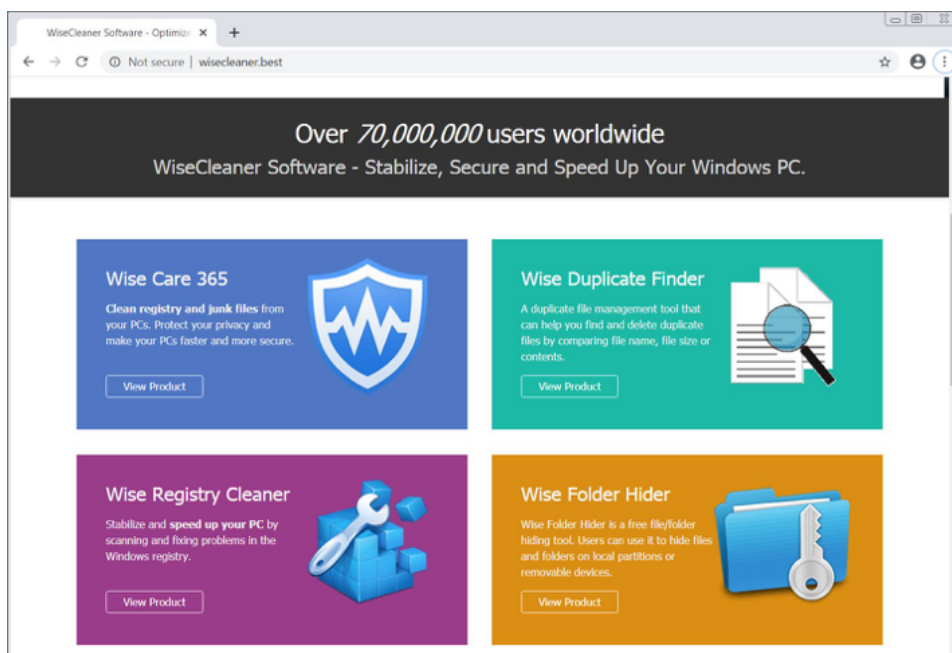 WiseCleaner Software - Optimiz
Not secure | wisecleaner.best
Over 70,000,000 users worldwide
WiseCleaner Software - Stabilize, Secure and Speed Up Your Windows PC.
Wise Care 365
Clean registry and junk files from
your PCs. Protect your privacy and
make your PCs faster and more secure.
View Product
Wise Duplicate Finder
A duplicate file management tool that
can help you find and delete duplicate
files by comparing file name, file size or
contents.
View Product
Wise Registry Cleaner
Stabilize and speed up your PC by
scanning and fixing problems in the
Windows registry.
View Product
Wise Folder Hider
Wise Folder Hider is a free file/folder
hiding tool. Users can use it to hide files
and folders on local partitions or
removable devices.
View Product